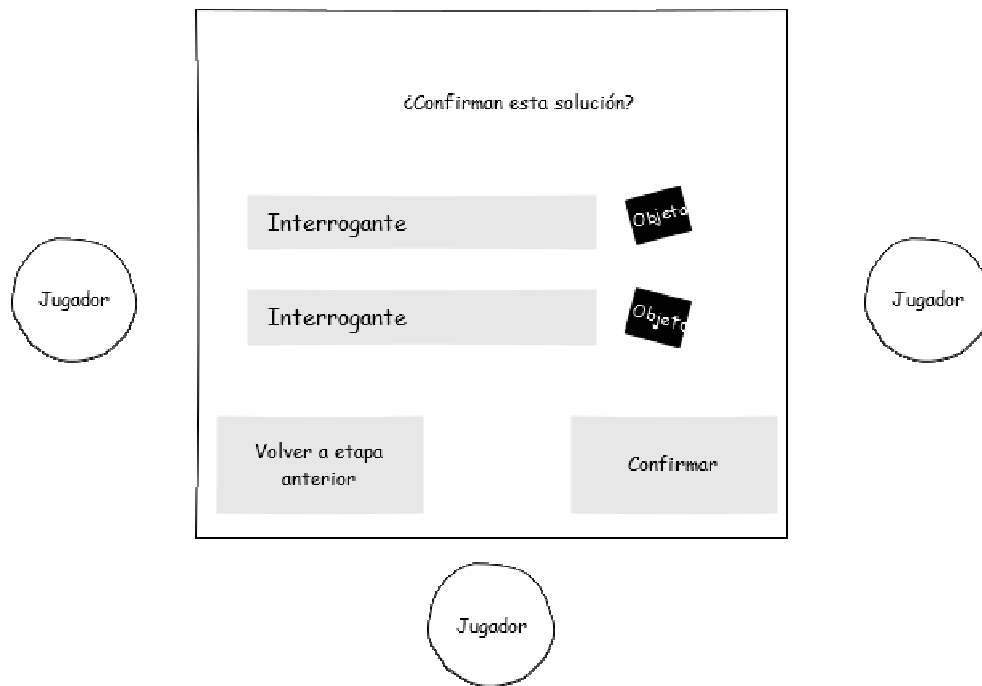 ¿Confirman esta solución?
Interrogante
Objeto
Jugador
Jugador
Interrogante
Objeto
Volver a etapa
anterior
Confirmar
Jugador